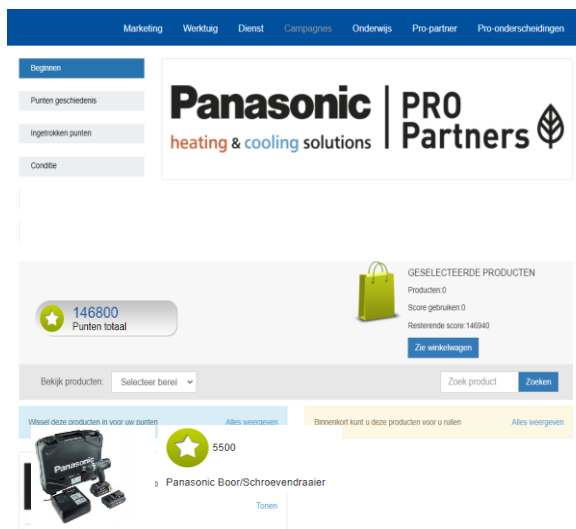 Marketing Werktuig Dienst Campagnes Onderwijs Pro-partner Pro-onderscheidingen
Beginnen
Punten geschiedenis
Ingetrokken punten
Conditie
Panasonic
heating & cooling solutions
PRO
Partners
146800
Punten totaal
GESELECTEERDE PRODUCTEN
Producten:0
Score gebruiken:0
Resterende score:146940
Zie winkelwagen
Bekijk producten: Selecteer berei
Zoek product Zoeken
Wissel deze producten in voor uw punten Alles weergeven
Binnenkort kunt u deze producten voor u ruilen Alles weergeven
Panasonic
5500
Panasonic Boor/Schroevendraaier
Tonen